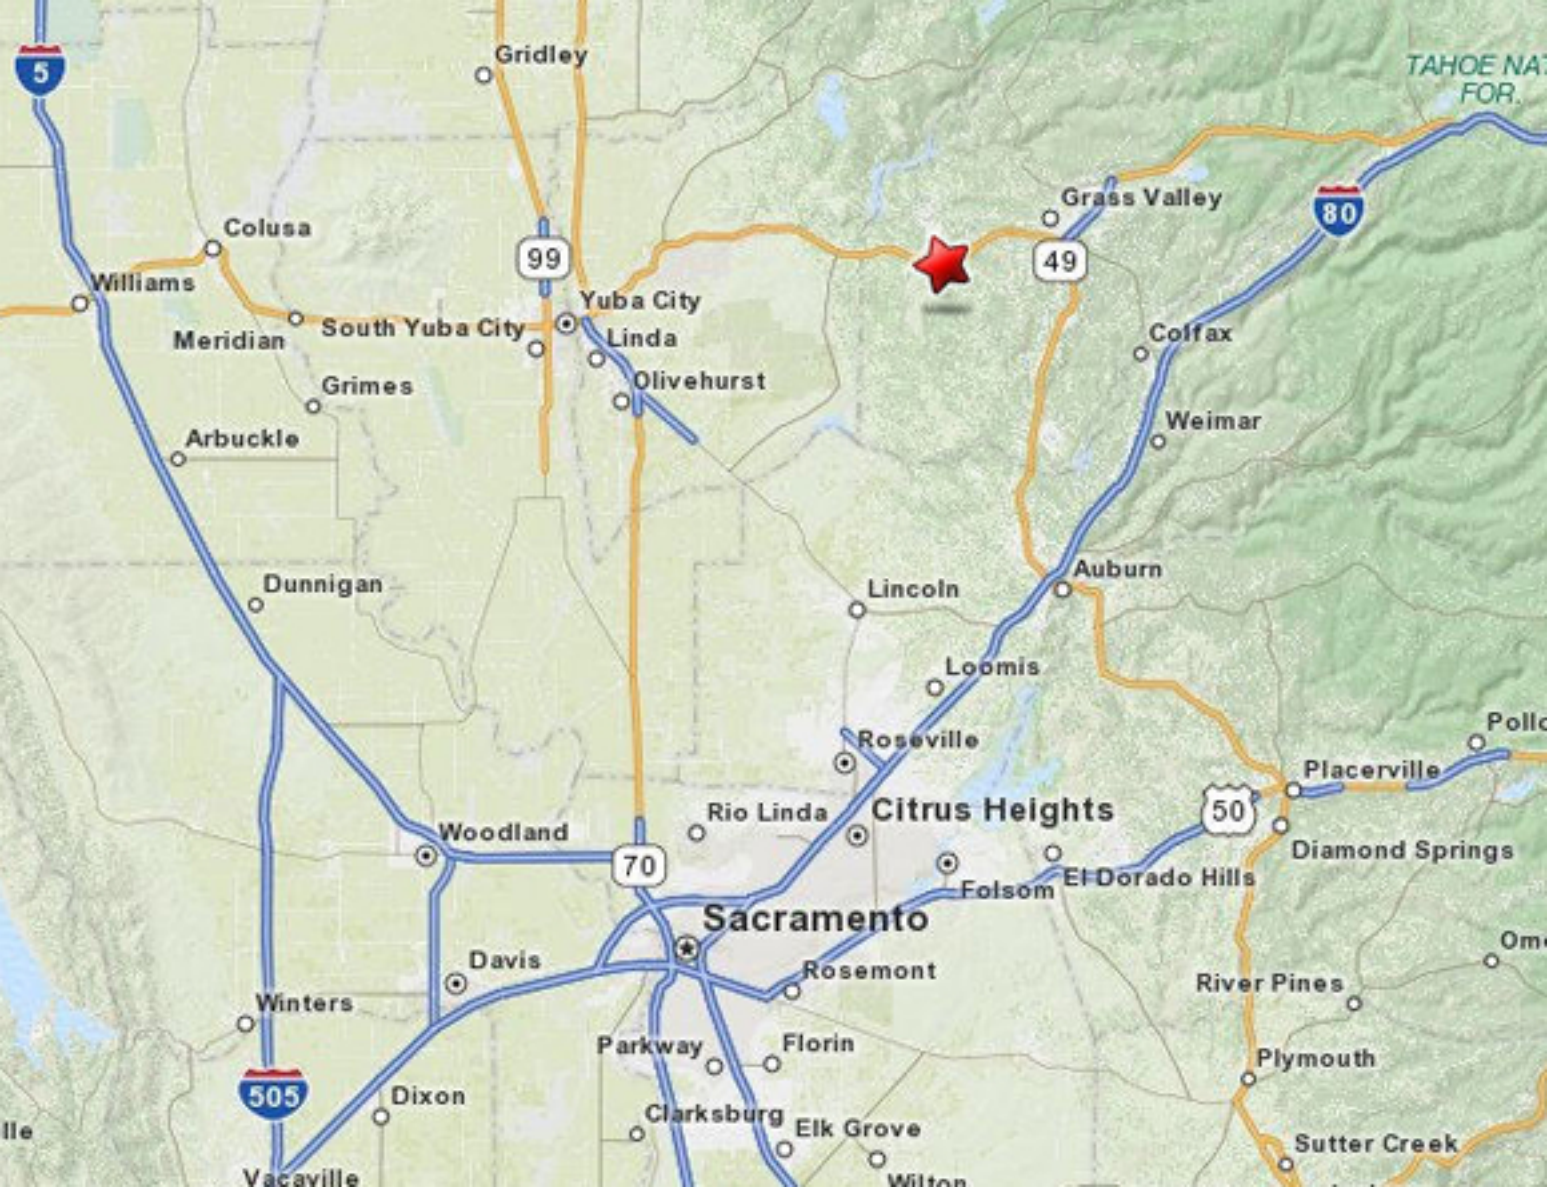 5
Gridley
TAHOE NAT
FOR.
Grass Valley
80
Colusa
99
49
Williams
Yuba City
South Yuba City
Meridian
Linda
Colfax
Grimes
Olivehurst
Weimar
Arbuckle
Auburn
Dunnigan
Lincoln
Loomis
Roseville
Pollo
Placerville
Rio Linda
Citrus Heights
50
Woodland
Diamond Springs
70
El Dorado Hills
Folsom
Sacramento
Davis
Rosemont
Om
River Pines
Winters
Parkway
Florin
Plymouth
505
Dixon
Clarksburg
Elk Grove
lle
Sutter Creek
Vacaville
Wilton